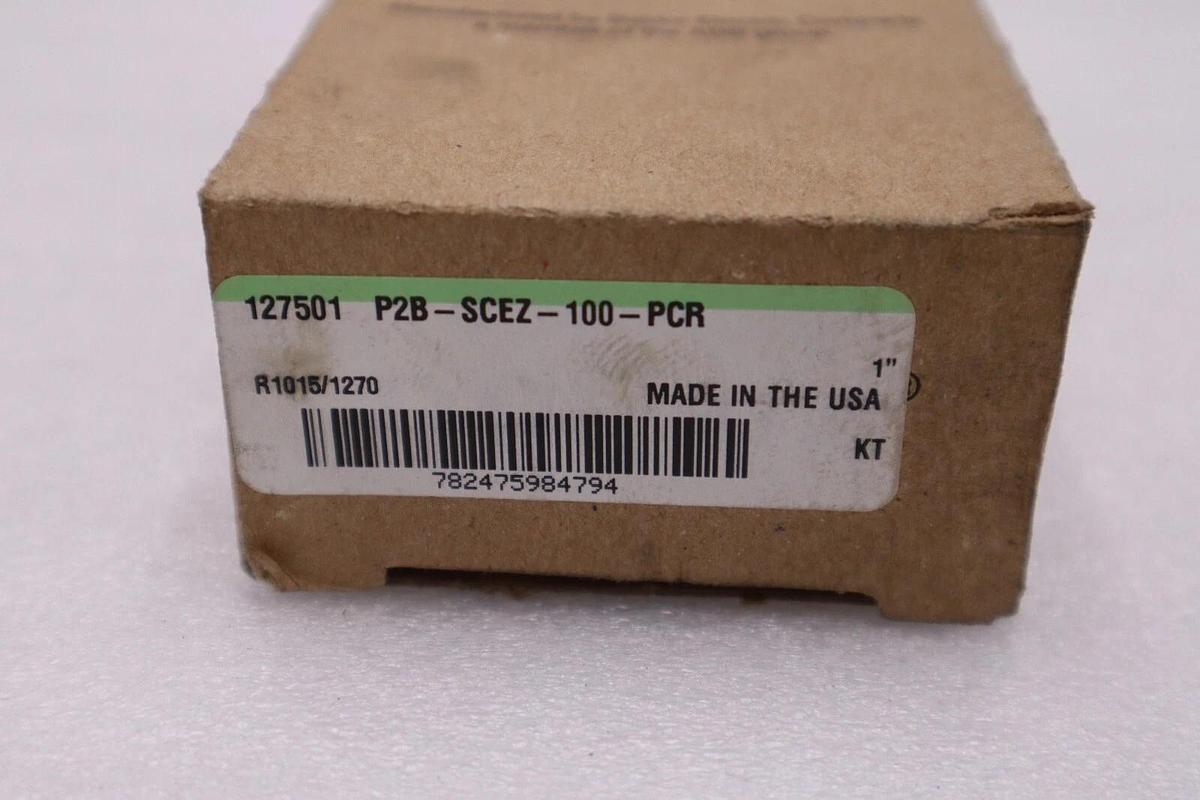 127501 P2B-SCEZ-100-PCR
1"
R1015/1270
MADE IN THE USA
®
KT
782475984794